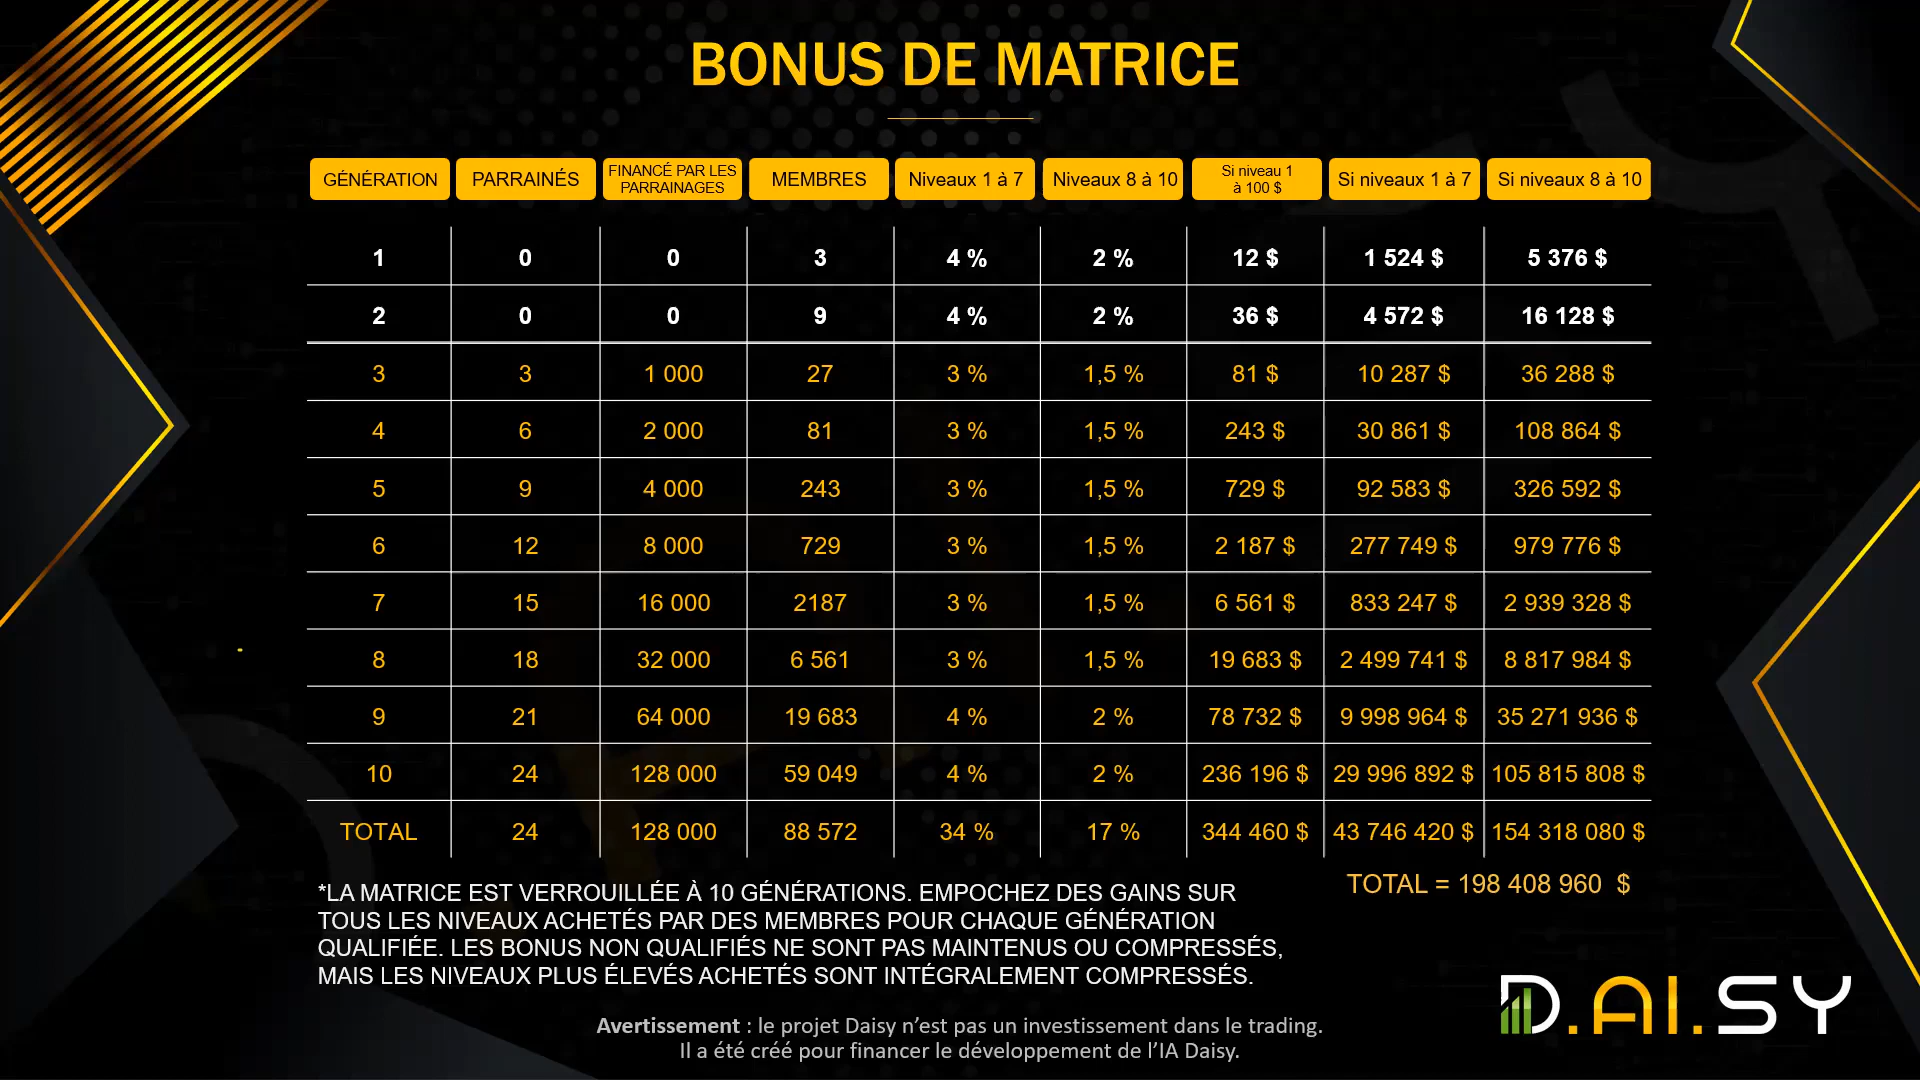 BONUS DE MATRICE
GÉNÉRATION PARRAINÉS FINANCÉ PAR LES PARRAINAGES MEMBRES Niveaux 1 à 7 Niveaux 8 à 10 Si niveau 1 à 100 $ Si niveaux 1 à 7 Si niveaux 8 à 10
1 0 0 3 4 % 2 % 12 $ 1 524 $ 5 376 $
2 0 0 9 4 % 2 % 36 $ 4 572 $ 16 128 $
3 3 1 000 27 3 % 1,5 % 81 $ 10 287 $ 36 288 $
4 6 2 000 81 3 % 1,5 % 243 $ 30 861 $ 108 864 $
5 9 4 000 243 3 % 1,5 % 729 $ 92 583 $ 326 592 $
6 12 8 000 729 3 % 1,5 % 2 187 $ 277 749 $ 979 776 $
7 15 16 000 2187 3 % 1,5 % 6 561 $ 833 247 $ 2 939 328 $
8 18 32 000 6 561 3 % 1,5 % 19 683 $ 2 499 741 $ 8 817 984 $
9 21 64 000 19 683 4 % 2 % 78 732 $ 9 998 964 $ 35 271 936 $
10 24 128 000 59 049 4 % 2 % 236 196 $ 29 996 892 $ 105 815 808 $
TOTAL 24 128 000 88 572 34 % 17 % 344 460 $ 43 746 420 $ 154 318 080 $
TOTAL = 198 408 960 $
*LA MATRICE EST VERROUILLÉE À 10 GÉNÉRATIONS. EMPOCHEZ DES GAINS SUR
TOUS LES NIVEAUX ACHETÉS PAR DES MEMBRES POUR CHAQUE GÉNÉRATION
QUALIFIÉE. LES BONUS NON QUALIFIÉS NE SONT PAS MAINTENUS OU COMPRESSÉS,
MAIS LES NIVEAUX PLUS ÉLEVÉS ACHETÉS SONT INTÉGRALEMENT COMPRESSÉS.
D.AI.SY
Avertissement : le projet Daisy n’est pas un investissement dans le trading.
Il a été créé pour financer le développement de l’IA Daisy.